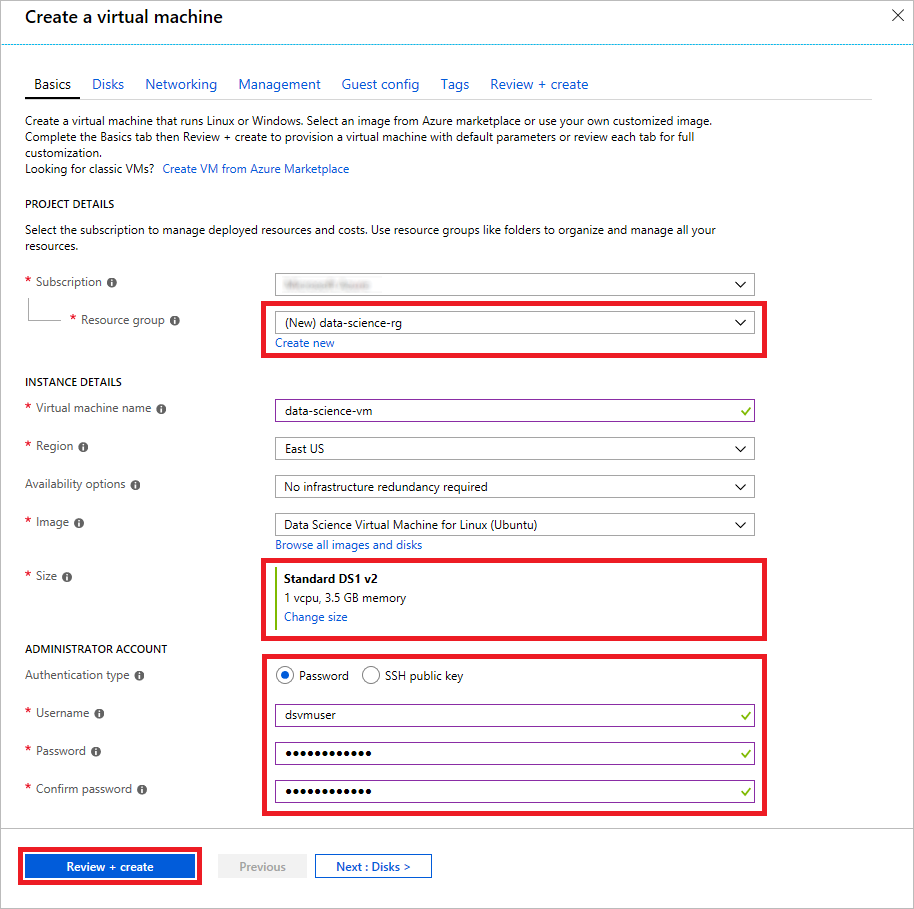 Create a virtual machine
Basics Disks Networking Management Guest config Tags Review + create
Create a virtual machine that runs Linux or Windows. Select an image from Azure marketplace or use your own customized image.
Complete the Basics tab then Review + create to provision a virtual machine with default parameters or review each tab for full
customization.
Looking for classic VMs? Create VM from Azure Marketplace
PROJECT DETAILS
Select the subscription to manage deployed resources and costs. Use resource groups like folders to organize and manage all your
resources.
* Subscription
* Resource group (New) data-science-rg
Create new
INSTANCE DETAILS
* Virtual machine name data-science-vm
* Region East US
Availability options No infrastructure redundancy required
* Image Data Science Virtual Machine for Linux (Ubuntu)
Browse all images and disks
* Size Standard DS1 v2
1 vcpu, 3.5 GB memory
Change size
ADMINISTRATOR ACCOUNT
Authentication type Password SSH public key
* Username dsvmuser
* Password ●●●●●●●●●●●●
* Confirm password ●●●●●●●●●●●●
Review + create Previous Next : Disks >